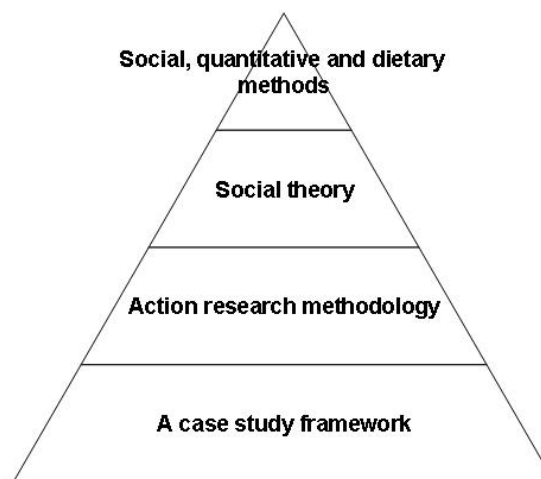 Social, quantitative and dietary
methods
Social theory
Action research methodology
A case study framework